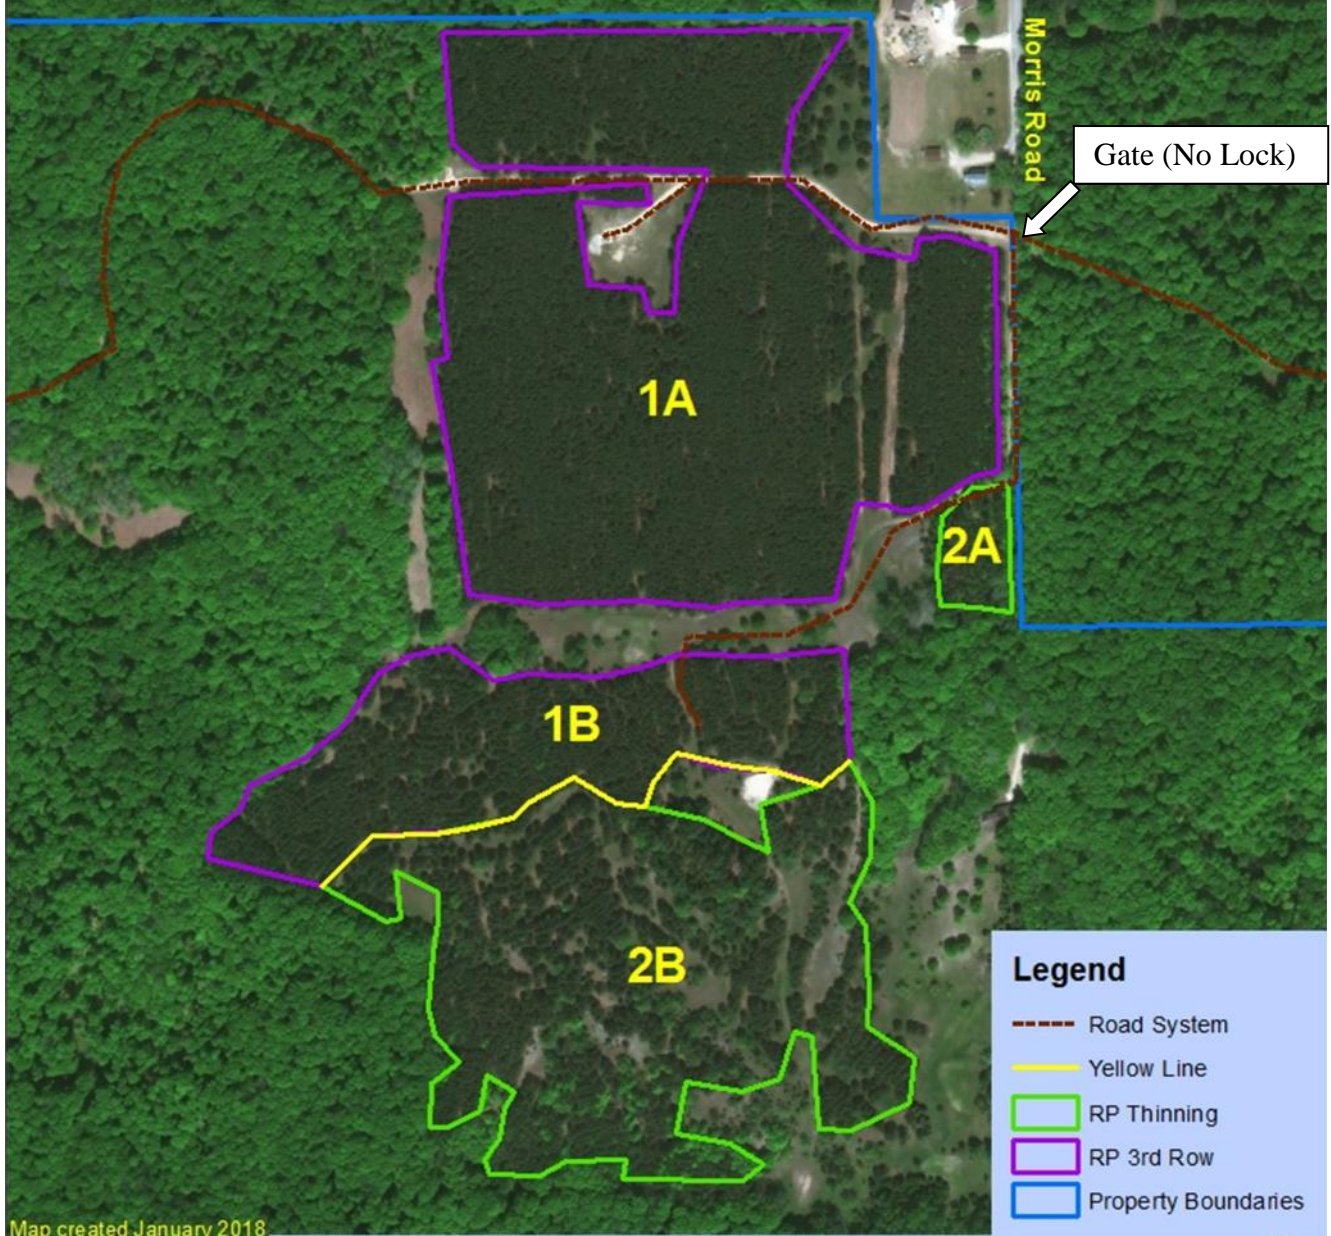 Morris Road
Gate (No Lock)
1A
2A
1B
2B
Legend
Road System
Yellow Line
RP Thinning
RP 3rd Row
Property Boundaries
Map created January 2018